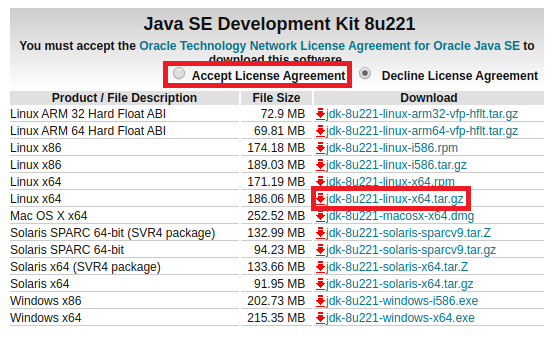 Java SE Development Kit 8u221
You must accept the Oracle Technology Network License Agreement for Oracle Java SE to
download this software.
Accept License Agreement Decline License Agreement
Product / File Description File Size Download
Linux ARM 32 Hard Float ABI 72.9 MB jdk-8u221-linux-arm32-vfp-hflt.tar.gz
Linux ARM 64 Hard Float ABI 69.81 MB jdk-8u221-linux-arm64-vfp-hflt.tar.gz
Linux x86 174.18 MB jdk-8u221-linux-i586.rpm
Linux x86 189.03 MB jdk-8u221-linux-i586.tar.gz
Linux x64 171.19 MB jdk-8u221-linux-x64.rpm
Linux x64 186.06 MB jdk-8u221-linux-x64.tar.gz
Mac OS X x64 252.52 MB jdk-8u221-macosx-x64.dmg
Solaris SPARC 64-bit (SVR4 package) 132.99 MB jdk-8u221-solaris-sparcv9.tar.Z
Solaris SPARC 64-bit 94.23 MB jdk-8u221-solaris-sparcv9.tar.gz
Solaris x64 (SVR4 package) 133.66 MB jdk-8u221-solaris-x64.tar.Z
Solaris x64 91.95 MB jdk-8u221-solaris-x64.tar.gz
Windows x86 202.73 MB jdk-8u221-windows-i586.exe
Windows x64 215.35 MB jdk-8u221-windows-x64.exe